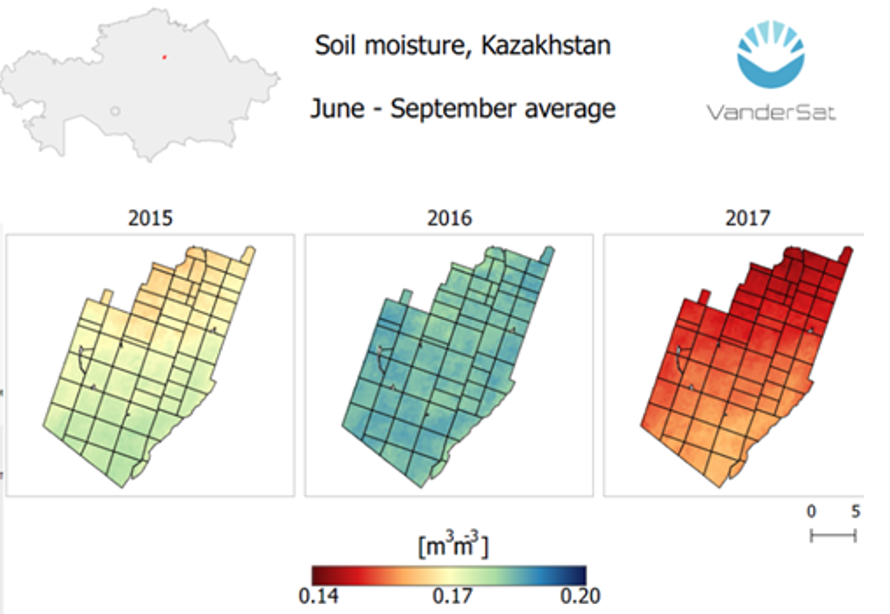 Soil moisture, Kazakhstan
June - September average
VanderSat
2015 2016 2017
0 5
[m³m⁻³]
0.14 0.17 0.20